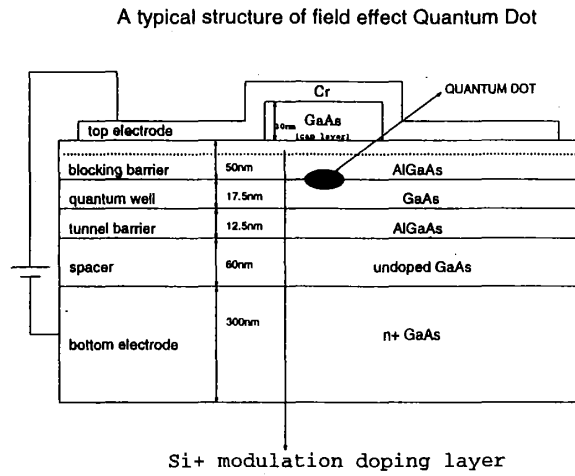 A typical structure of field effect Quantum Dot
Cr
QUANTUM DOT
GaAs
(cap layer)
top electrode
blocking barrier 50nm AlGaAs
quantum well 17.5nm GaAs
tunnel barrier 12.5nm AlGaAs
spacer 60nm undoped GaAs
bottom electrode 300nm n+ GaAs
Si+ modulation doping layer